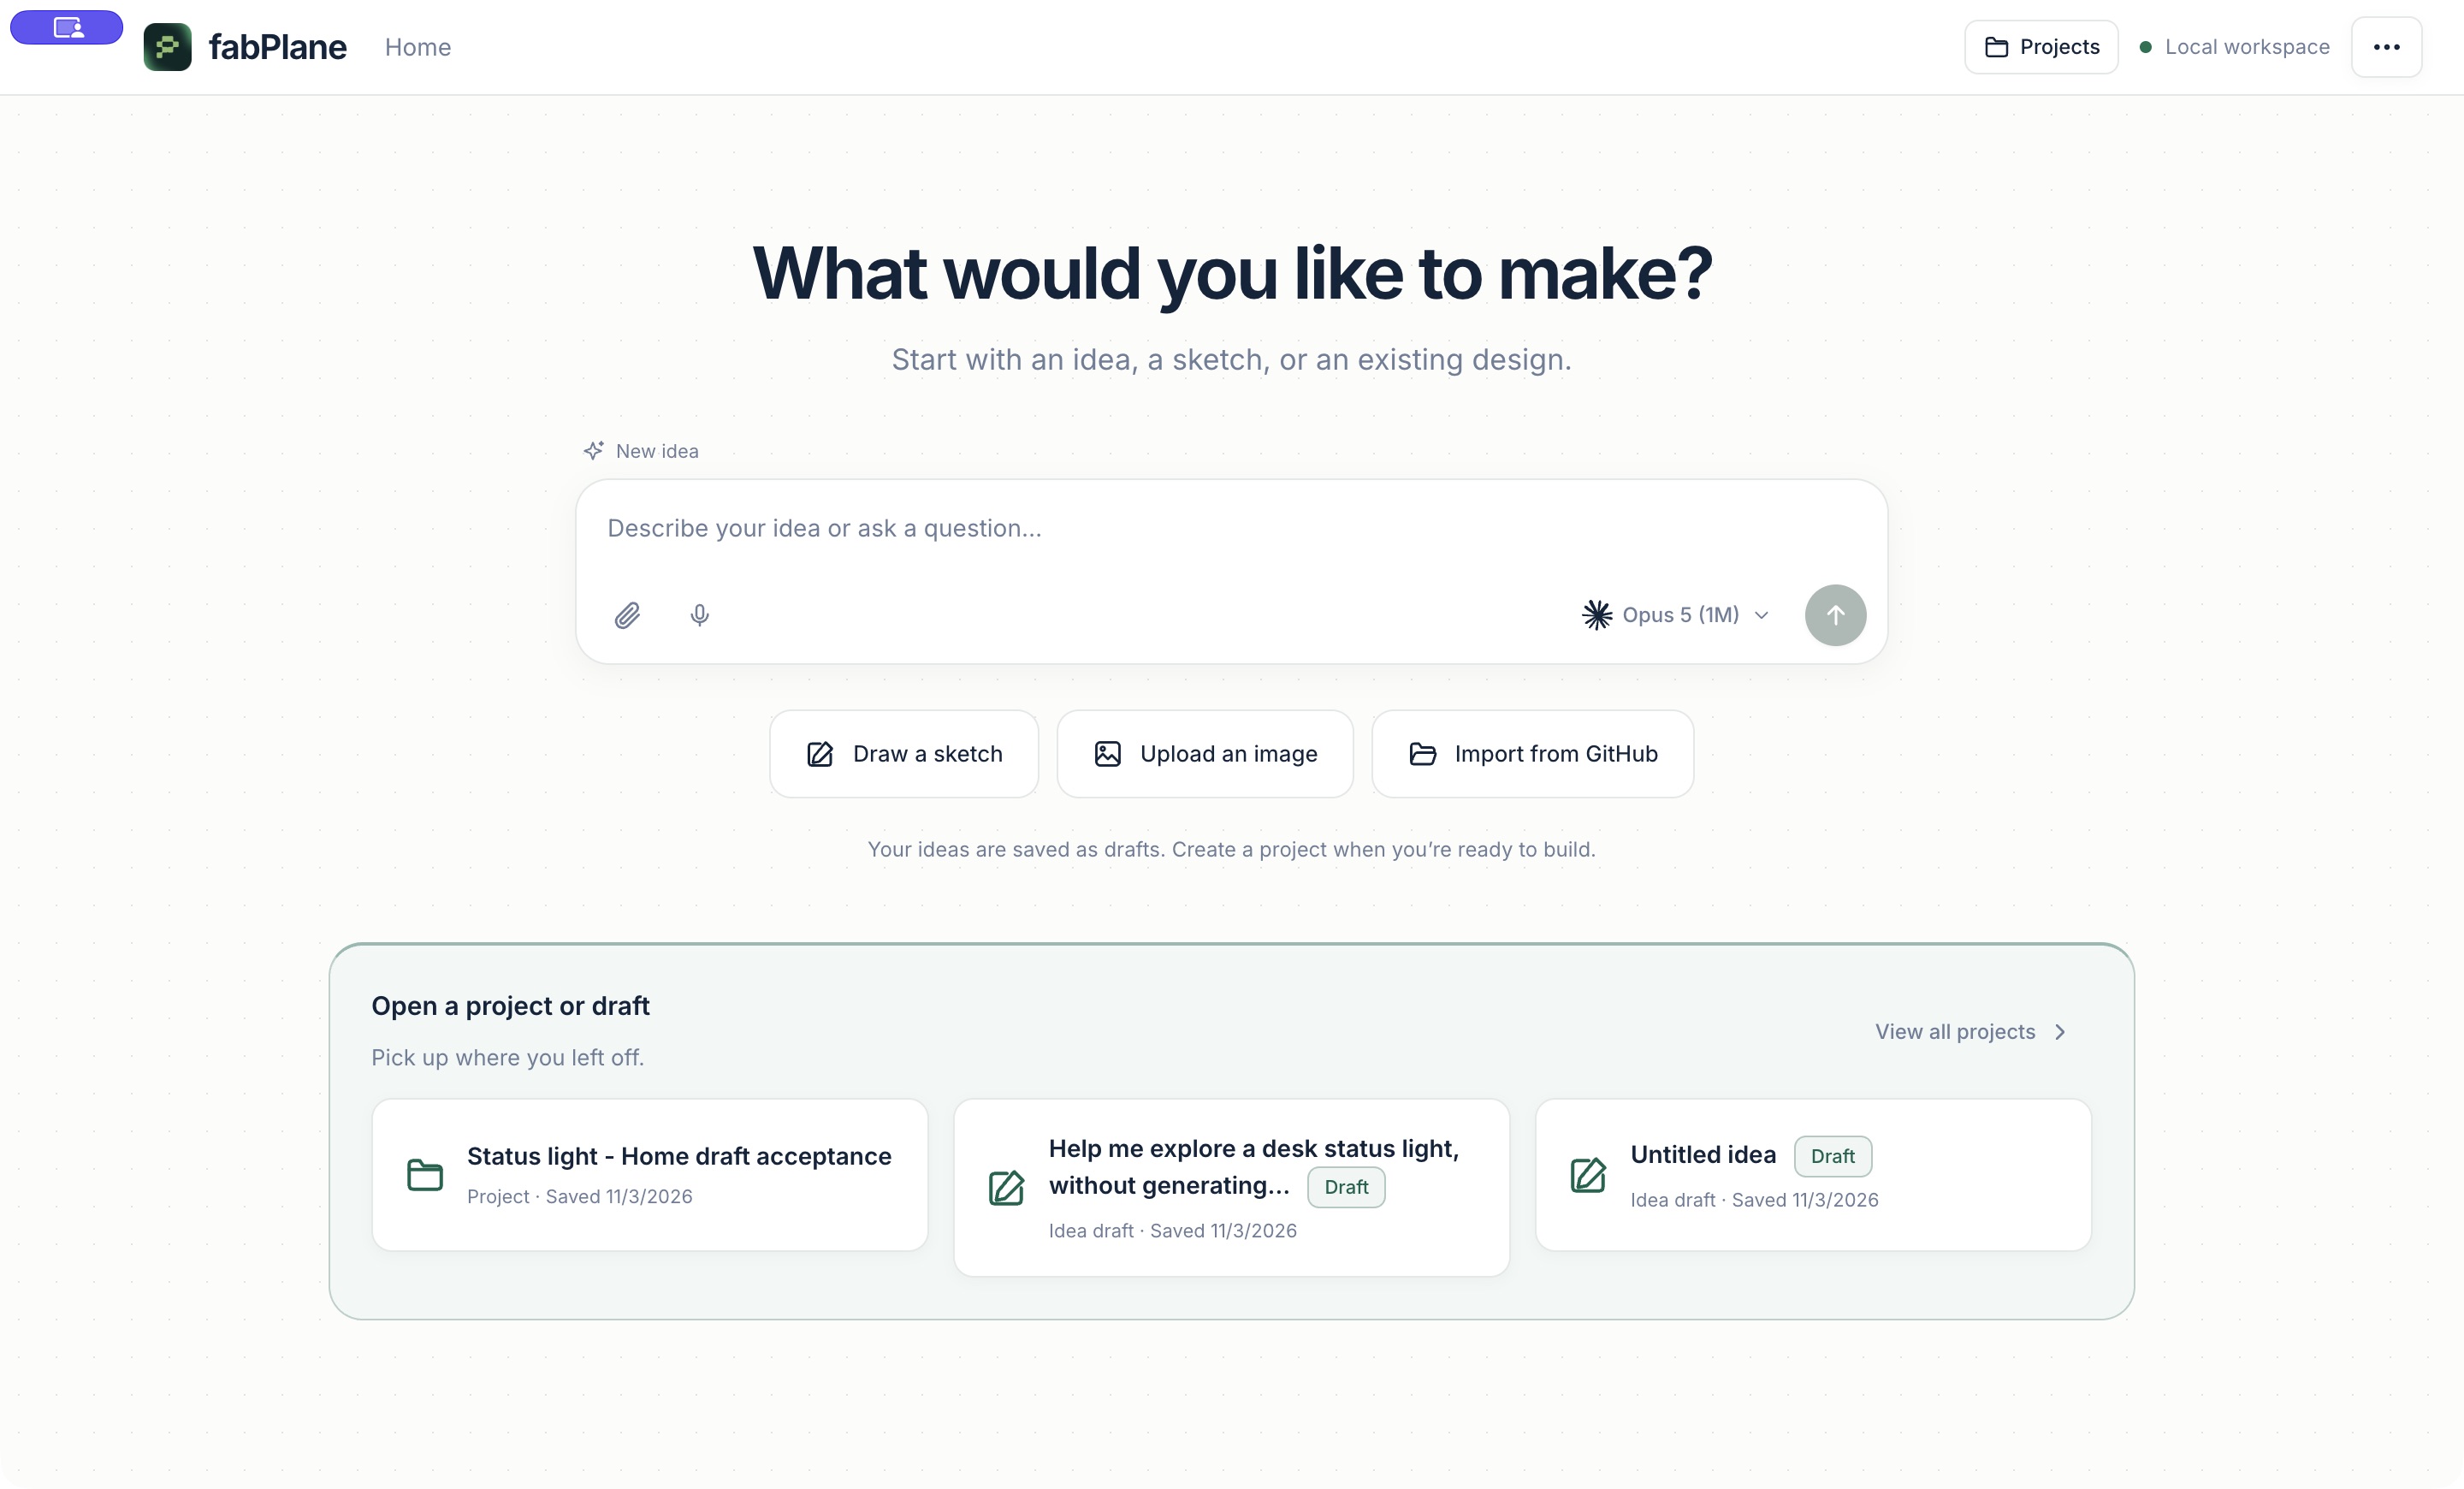 fabPlane
Home
Projects
Local workspace
What would you like to make?
Start with an idea, a sketch, or an existing design.
New idea
Describe your idea or ask a question...
Opus 5 (1M)
Draw a sketch
Upload an image
Import from GitHub
Your ideas are saved as drafts. Create a project when you’re ready to build.
Open a project or draft
Pick up where you left off.
View all projects
Status light - Home draft acceptance
Project · Saved 11/3/2026
Help me explore a desk status light,
without generating... Draft
Idea draft · Saved 11/3/2026
Untitled idea Draft
Idea draft · Saved 11/3/2026